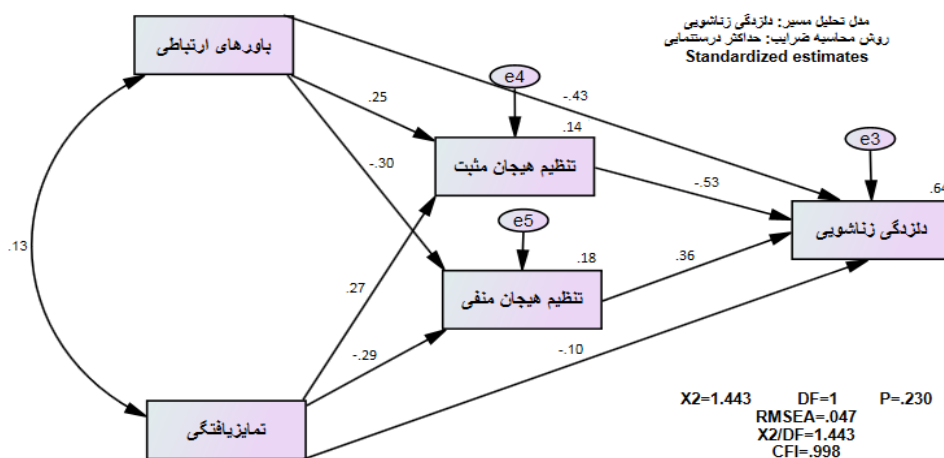 مدل تحلیل مسیر: دلزدگی زناشویی
روش محاسبه ضرایب: حداکثر درستنمایی
Standardized estimates
باورهای ارتباطی
e4
-.43
.25
.14
e3
تنظیم هیجان مثبت
-.30
-.53
.64
e5
دلزدگی زناشویی
.13
.18
.36
.27
تنظیم هیجان منفی
-.29
-.10
تمایزیافتگی
X2=1.443 DF=1 P=.230
RMSEA=.047
X2/DF=1.443
CFI=.998